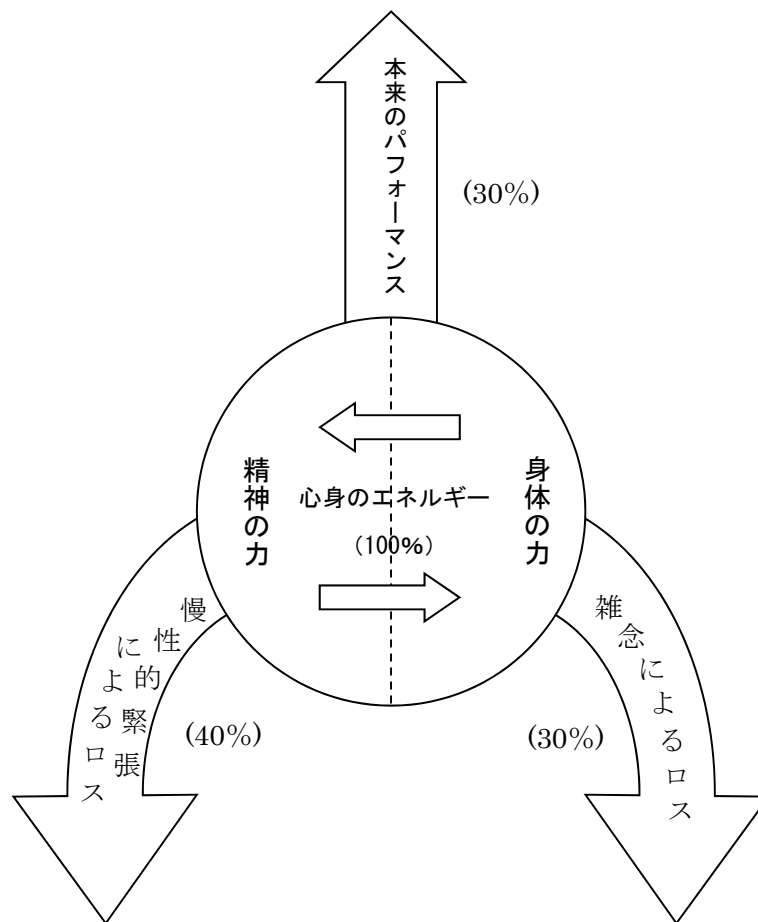 本来のパフォーマンス
(30%)
精神の力
心身のエネルギー
(100%)
身体の力
慢性的緊張
によるロス
(40%)
雑念によるロス
(30%)